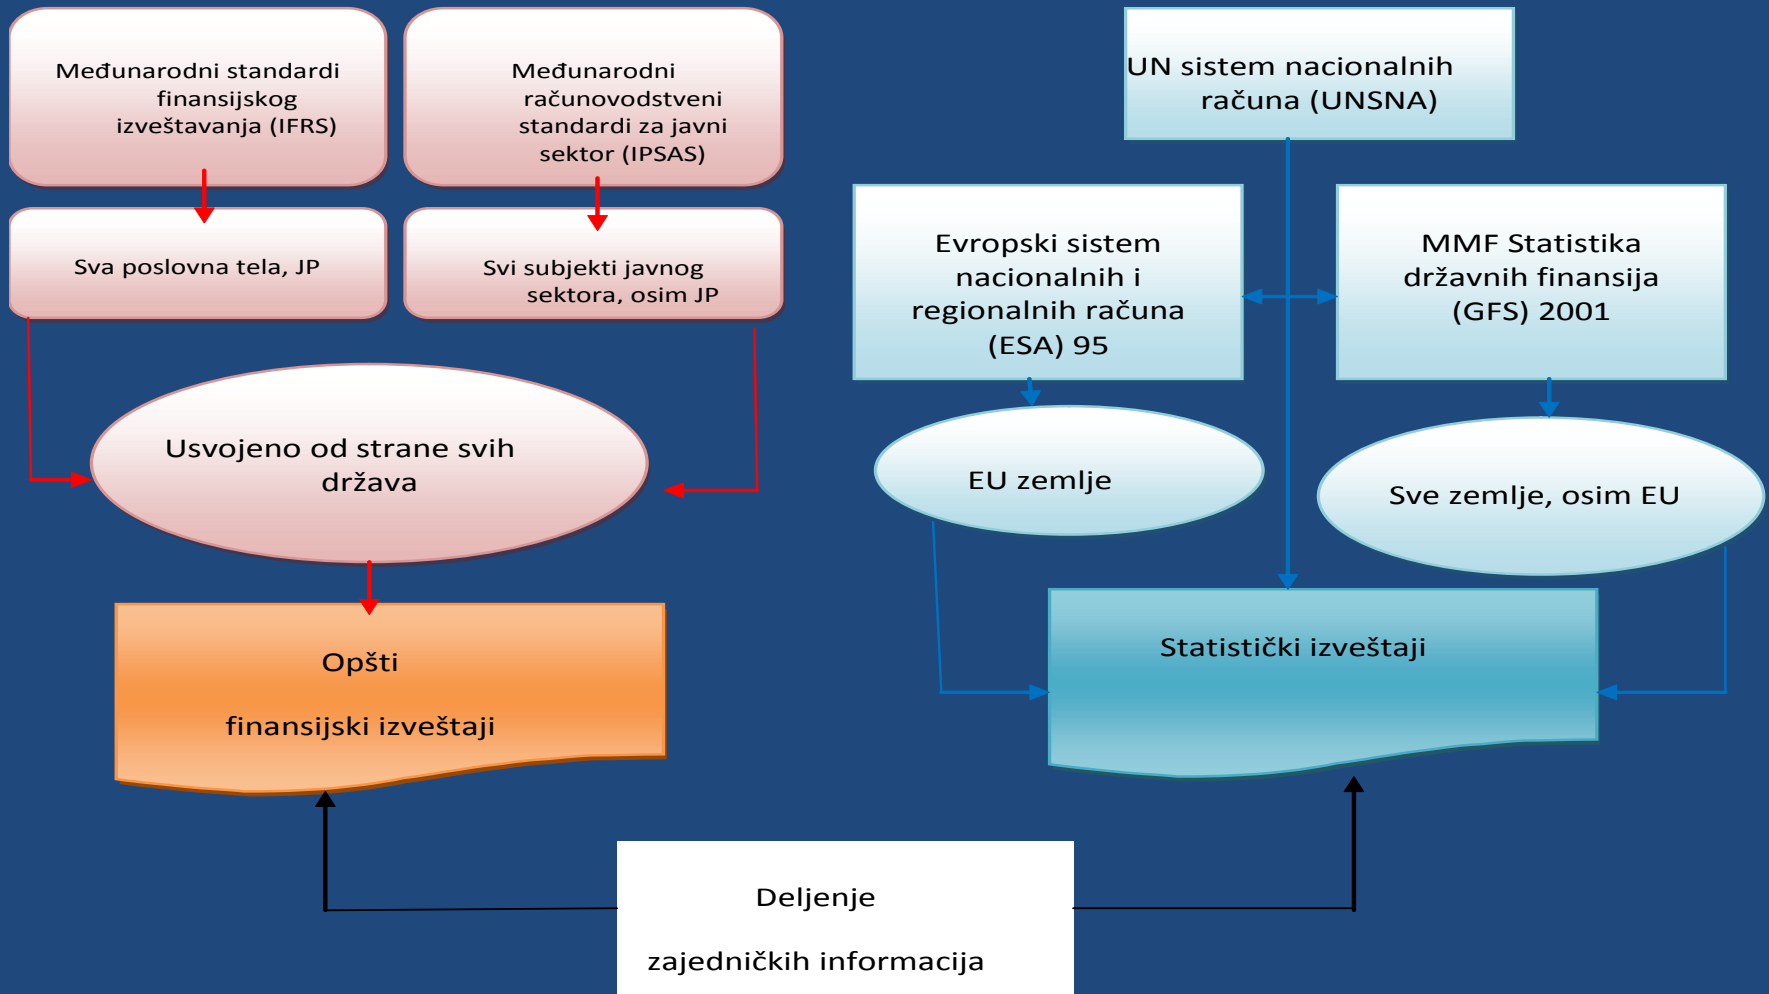 Međunarodni standardi
finansijskog
izveštavanja (IFRS)
Međunarodni
računovodstveni
standardi za javni
sektor (IPSAS)
UN sistem nacionalnih
računa (UNSNA)
Sva poslovna tela, JP
Svi subjekti javnog
sektora, osim JP
Evropski sistem
nacionalnih i
regionalnih računa
(ESA) 95
MMF Statistika
državnih finansija
(GFS) 2001
Usvojeno od strane svih
država
EU zemlje
Sve zemlje, osim EU
Opšti
finansijski izveštaji
Statistički izveštaji
Deljenje
zajedničkih informacija